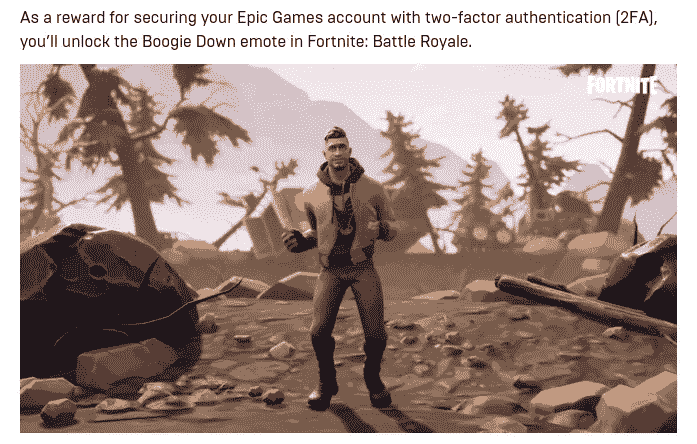 As a reward for securing your Epic Games account with two-factor authentication (2FA),
you’ll unlock the Boogie Down emote in Fortnite: Battle Royale.
FORTNITE